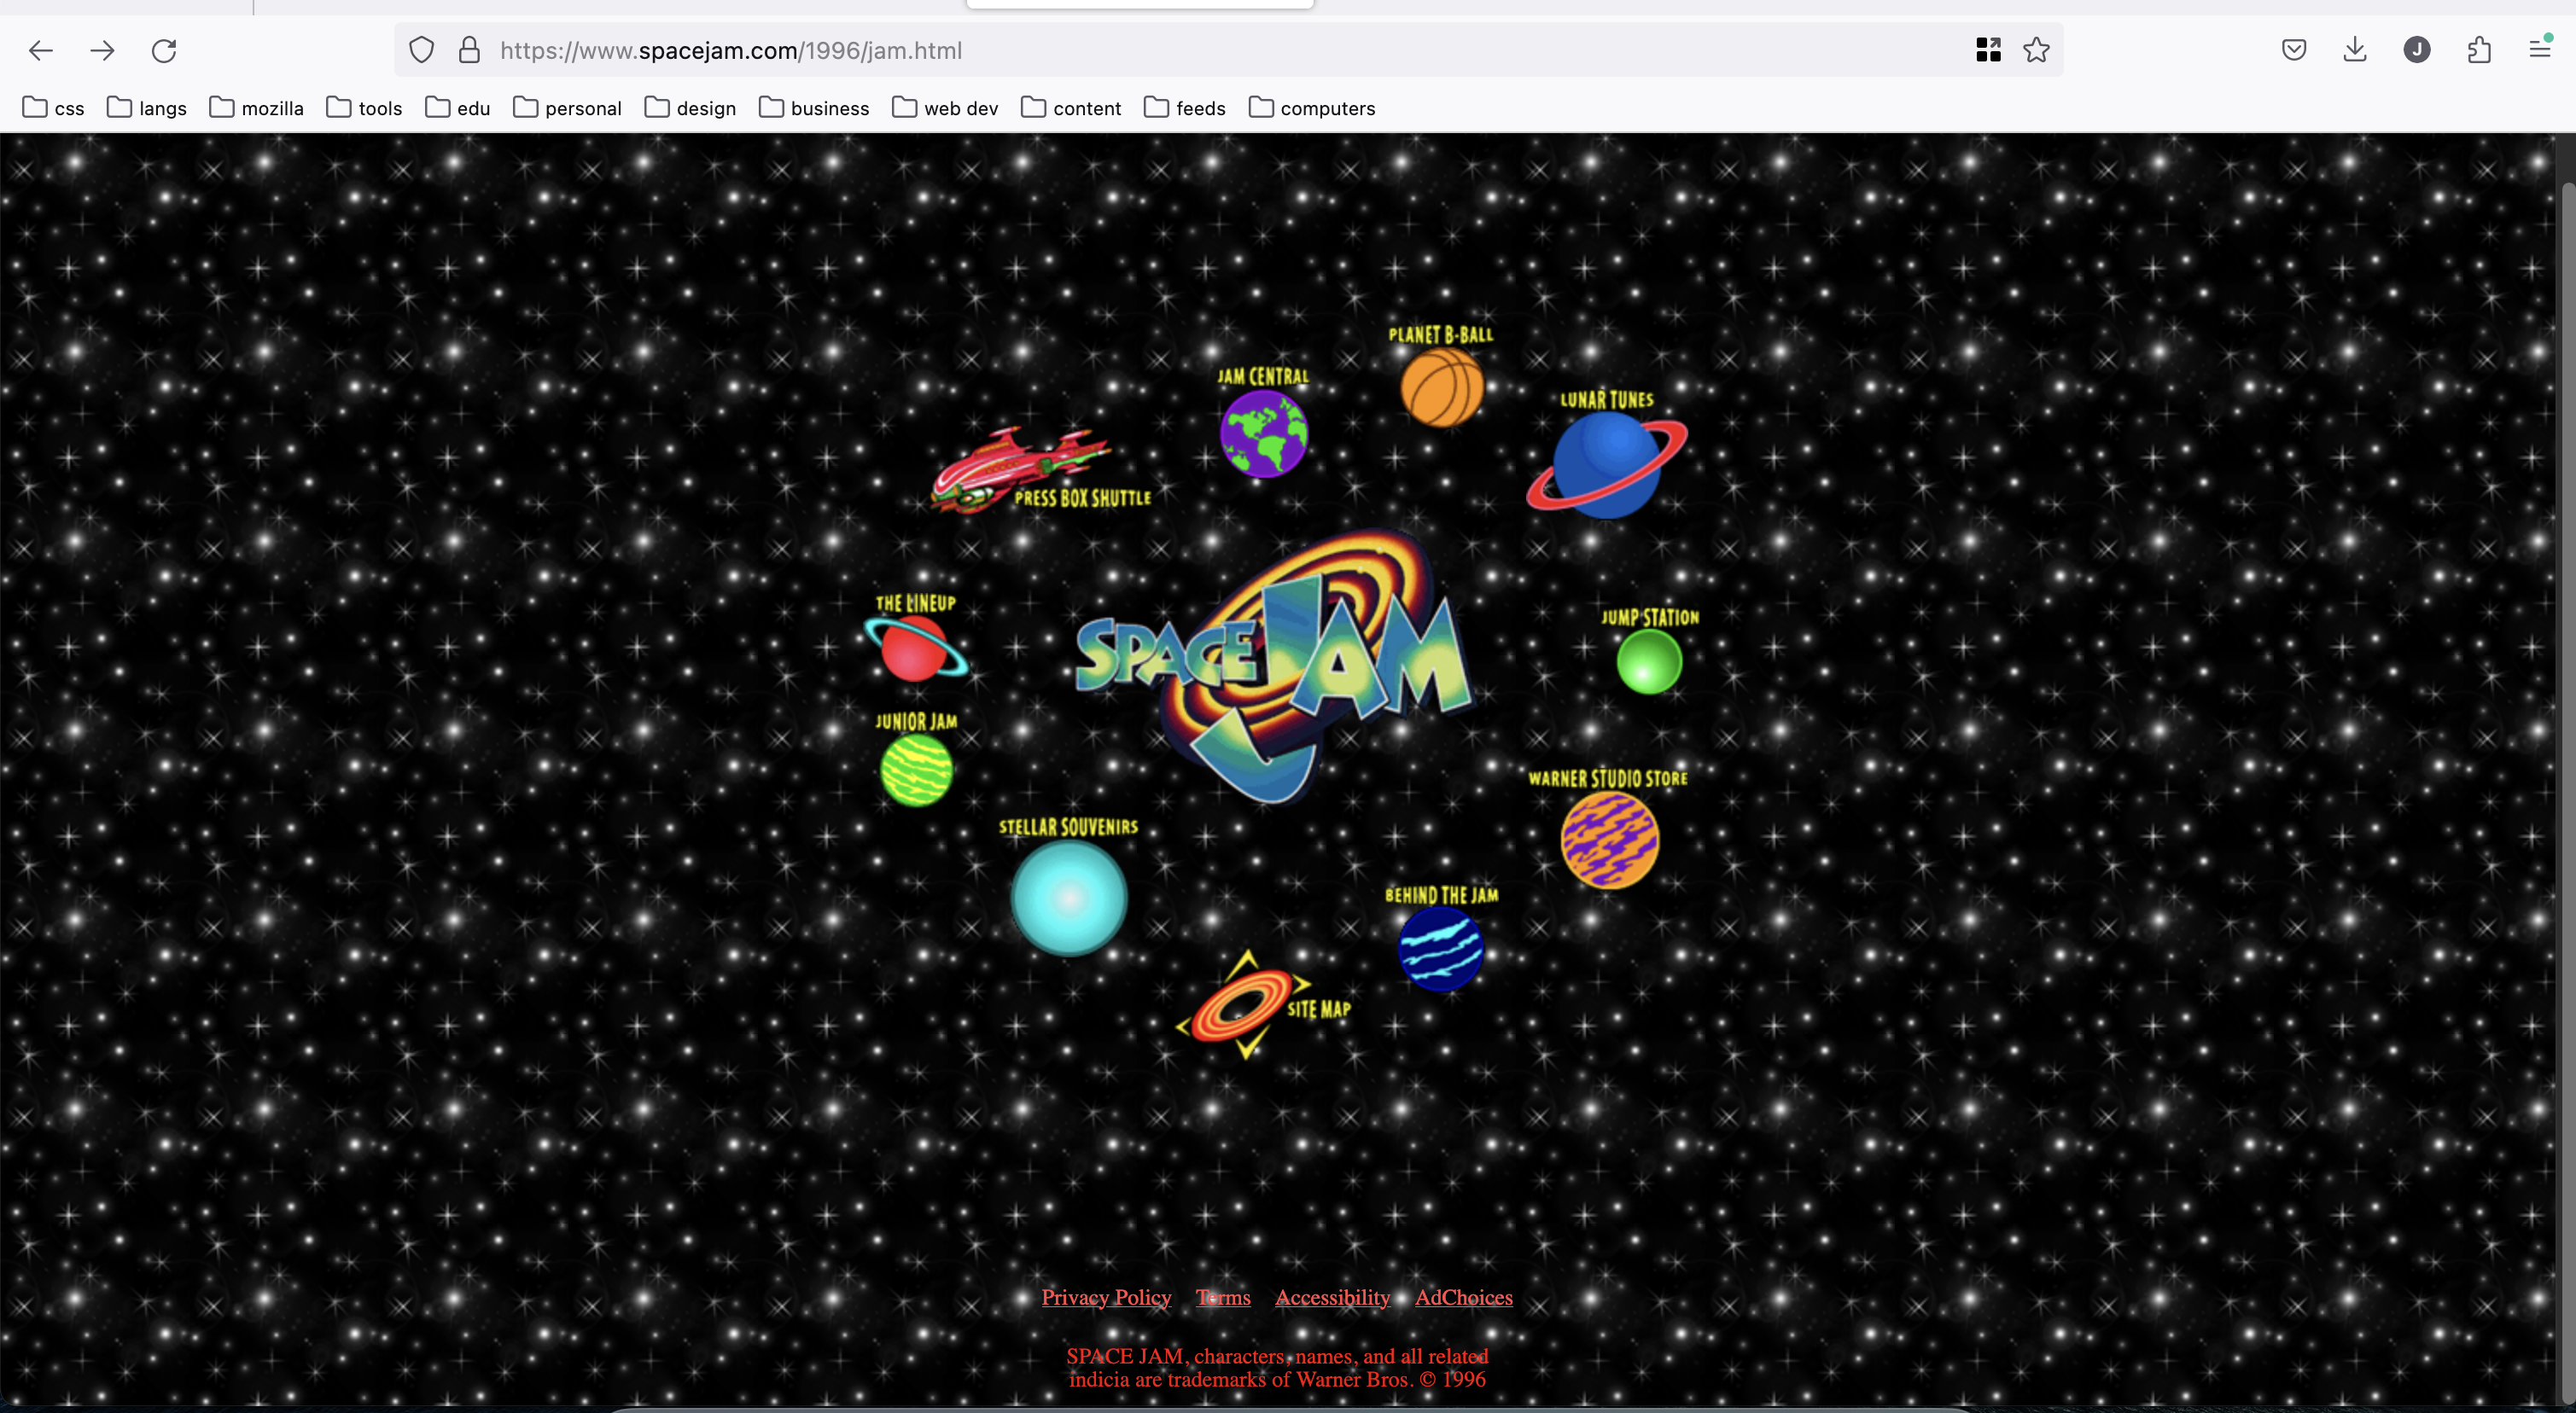 https://www.spacejam.com/1996/jam.html
J
css langs mozilla tools edu personal design business web dev content feeds computers
PLANET B-BALL
JAM CENTRAL
LUNAR TUNES
PRESS BOX SHUTTLE
THE LINEUP
SPACE JAM
JUMP STATION
JUNIOR JAM
WARNER STUDIO STORE
STELLAR SOUVENIRS
BEHIND THE JAM
SITE MAP
Privacy Policy Terms Accessibility AdChoices
SPACE JAM, characters, names, and all related
indicia are trademarks of Warner Bros. © 1996